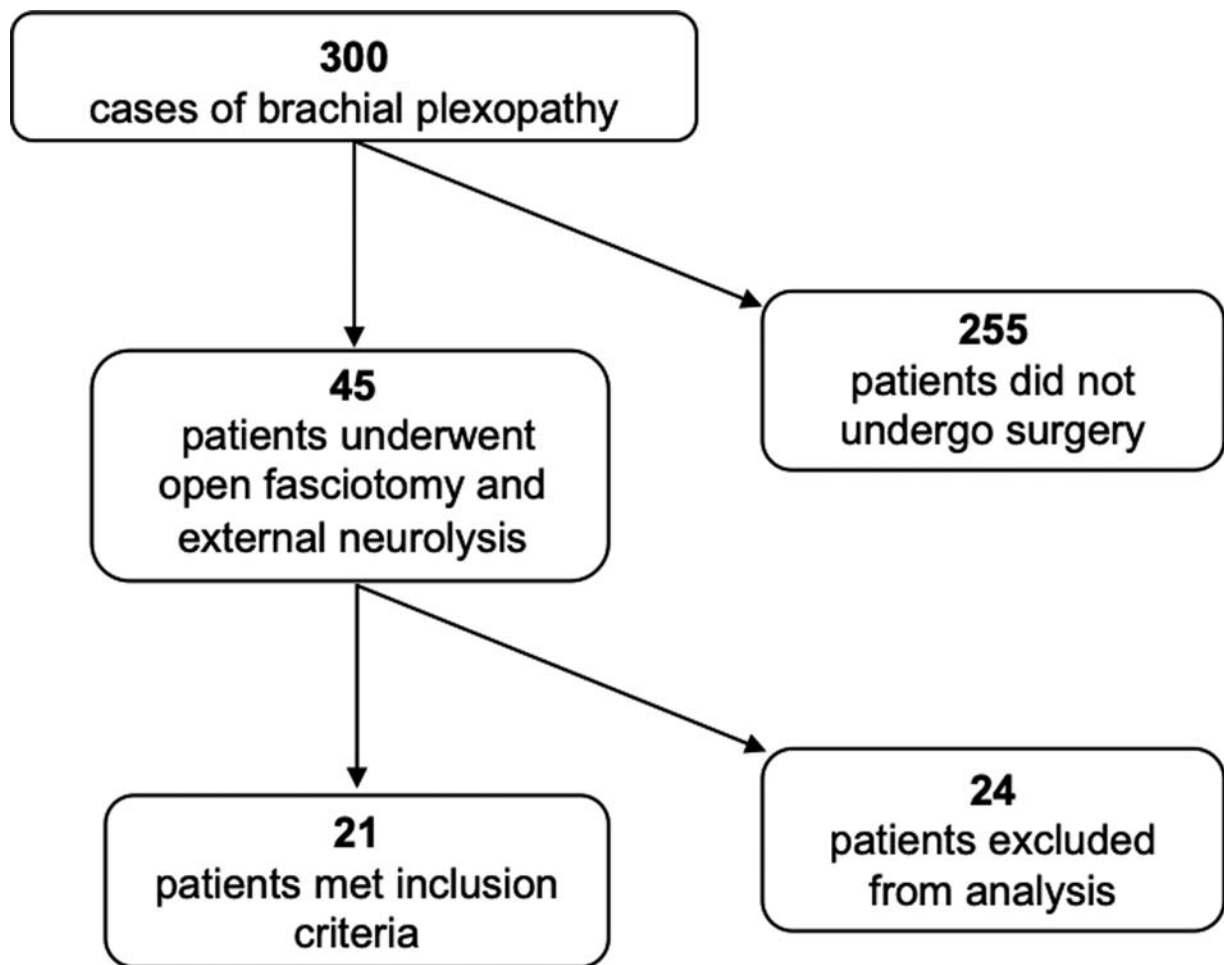 300
cases of brachial plexopathy
255
patients did not
undergo surgery
45
patients underwent
open fasciotomy and
external neurolysis
24
patients excluded
from analysis
21
patients met inclusion
criteria